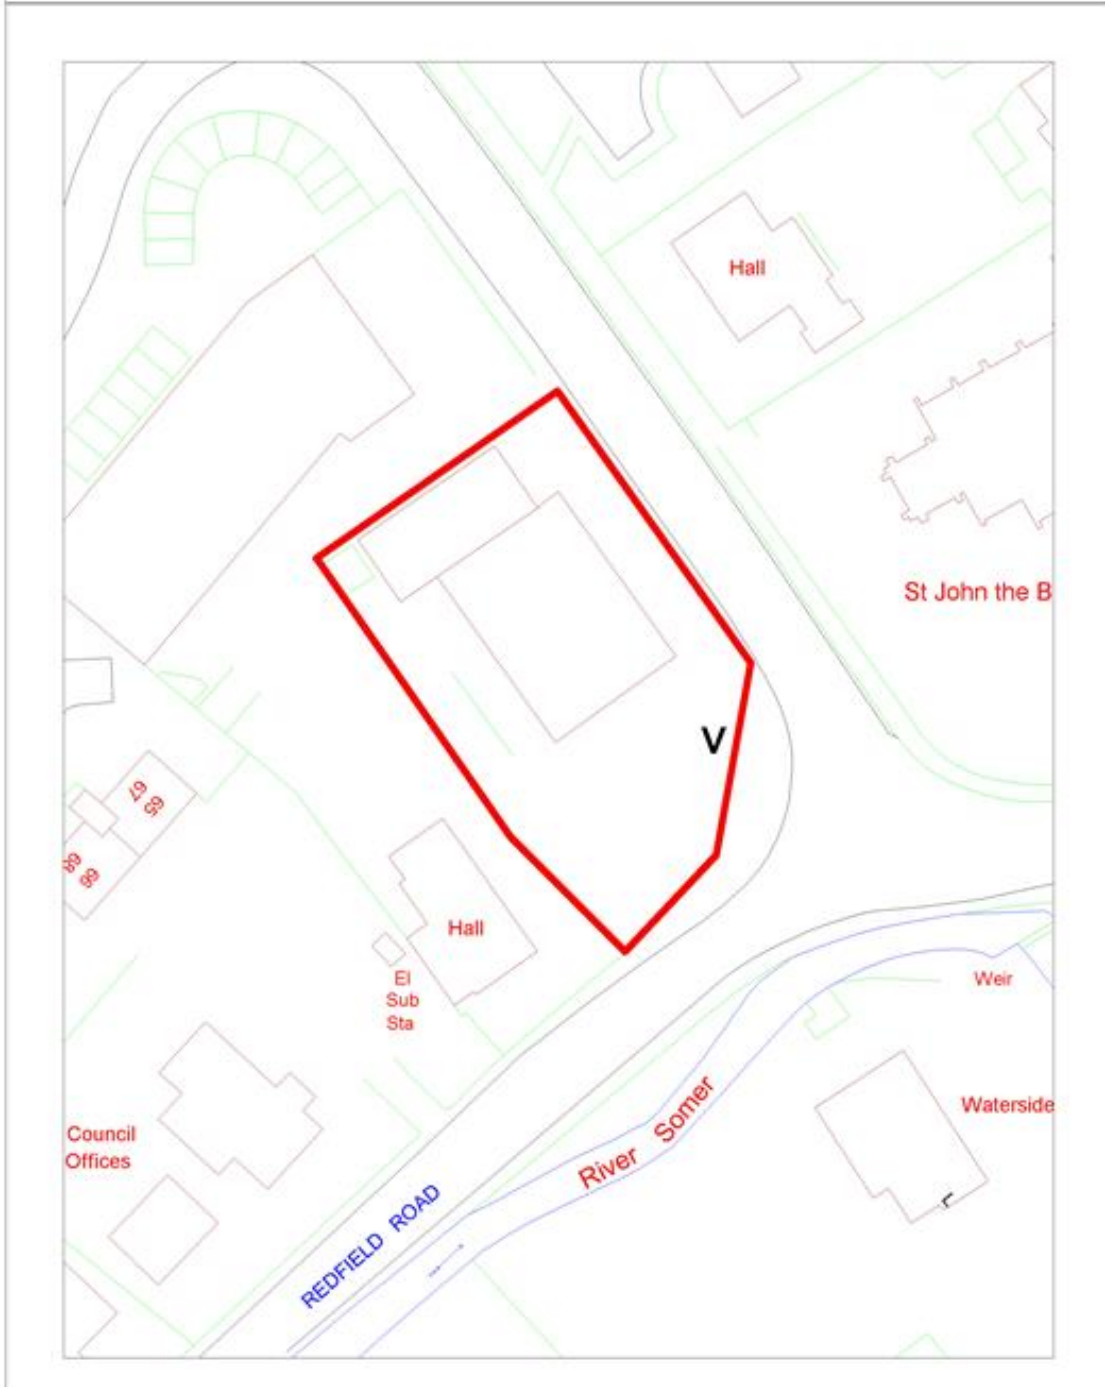 Hall
St John the B
V
67
65
68
66
Hall
El
Sub
Sta
Weir
Waterside
Council
Offices
River Somer
REDFIELD ROAD